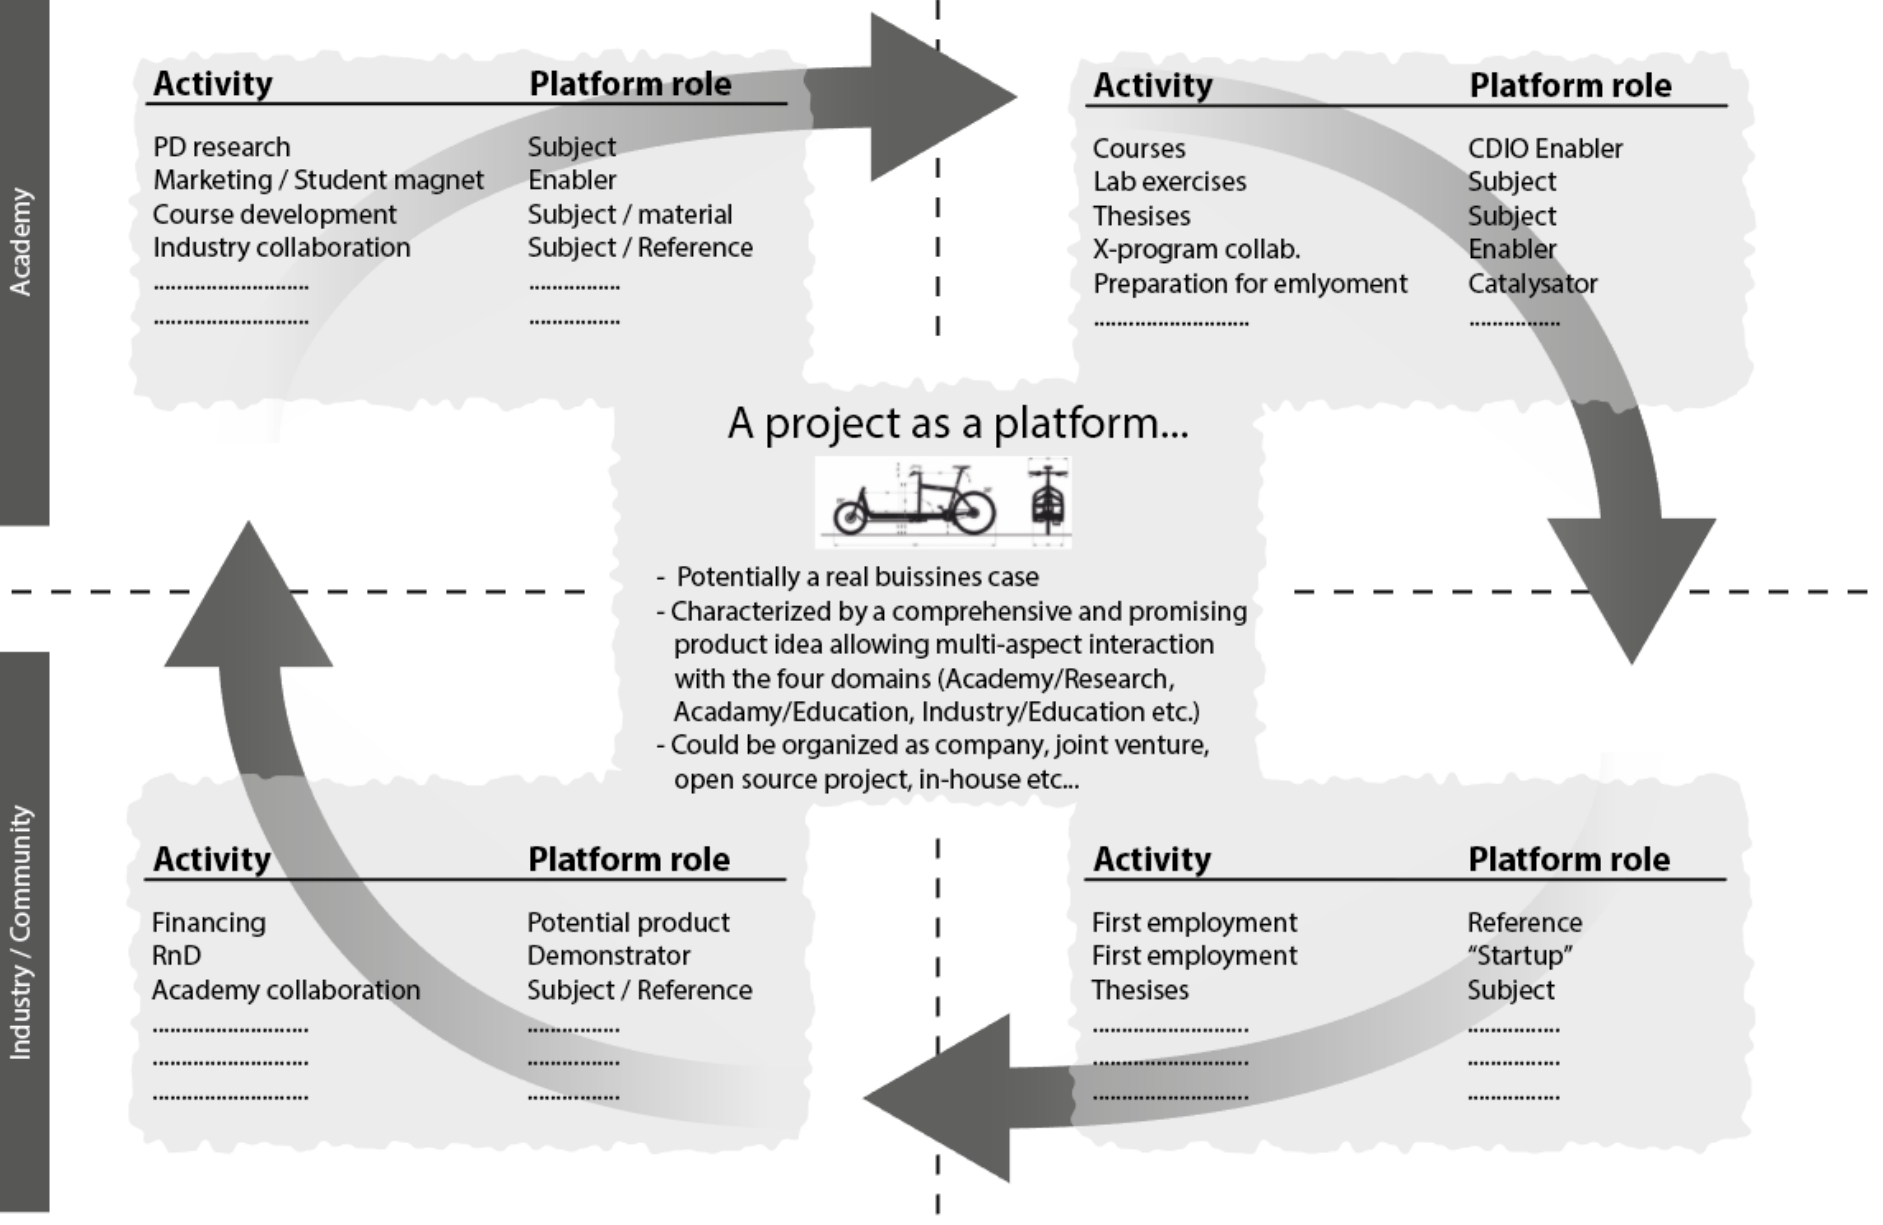 Academy
Activity Platform role
PD research Subject
Marketing / Student magnet Enabler
Course development Subject / material
Industry collaboration Subject / Reference
........................... ................
........................... ................
Activity Platform role
Courses CDIO Enabler
Lab exercises Subject
Thesises Subject
X-program collab. Enabler
Preparation for emlyoment Catalysator
........................... ................
A project as a platform...
- Potentially a real buissines case
- Characterized by a comprehensive and promising
product idea allowing multi-aspect interaction
with the four domains (Academy/Research,
Acadamy/Education, Industry/Education etc.)
- Could be organized as company, joint venture,
open source project, in-house etc...
Industry / Community
Activity Platform role
Financing Potential product
RnD Demonstrator
Academy collaboration Subject / Reference
........................... ................
........................... ................
........................... ................
Activity Platform role
First employment Reference
First employment “Startup”
Thesises Subject
........................... ................
........................... ................
........................... ................